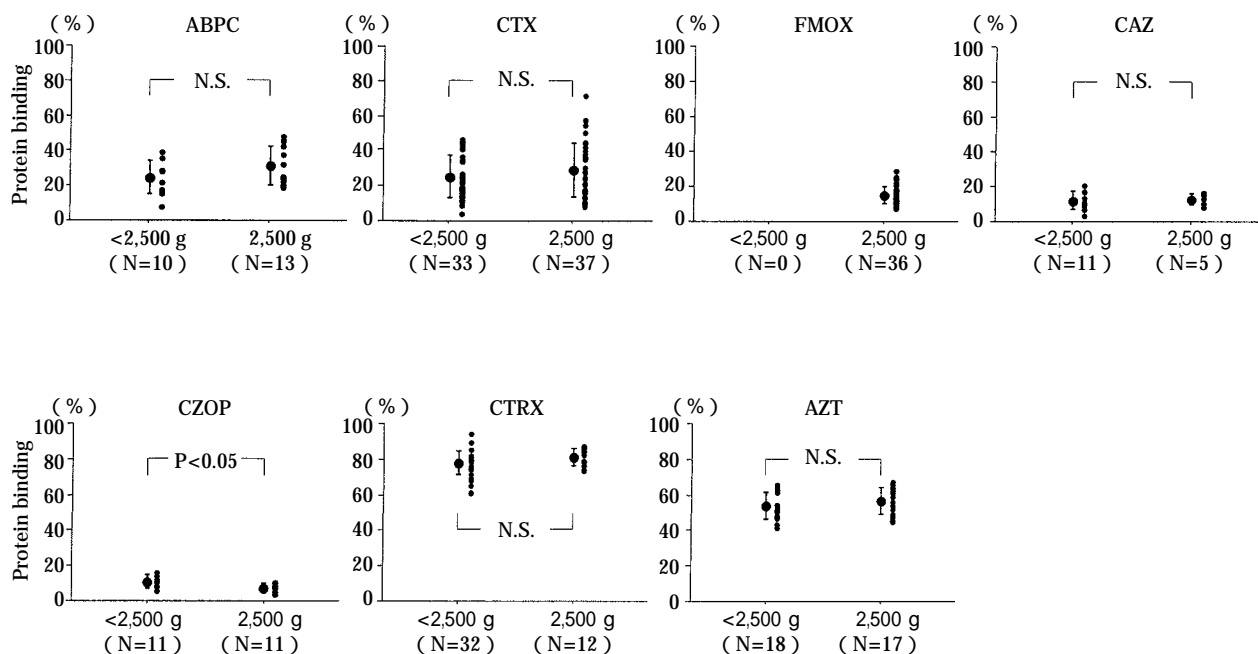 (%) ABPC
Protein binding
100
80
60
40
20
0
N.S.
<2,500 g 2,500 g
(N=10) (N=13)
(%) CTX
100
80
60
40
20
0
N.S.
<2,500 g 2,500 g
(N=33) (N=37)
(%) FMOX
100
80
60
40
20
0
<2,500 g 2,500 g
(N=0) (N=36)
(%) CAZ
100
80
60
40
20
0
N.S.
<2,500 g 2,500 g
(N=11) (N=5)
(%) CZOP
Protein binding
100
80
60
40
20
0
P<0.05
<2,500 g 2,500 g
(N=11) (N=11)
(%) CTRX
100
80
60
40
20
0
N.S.
<2,500 g 2,500 g
(N=32) (N=12)
(%) AZT
100
80
60
40
20
0
N.S.
<2,500 g 2,500 g
(N=18) (N=17)